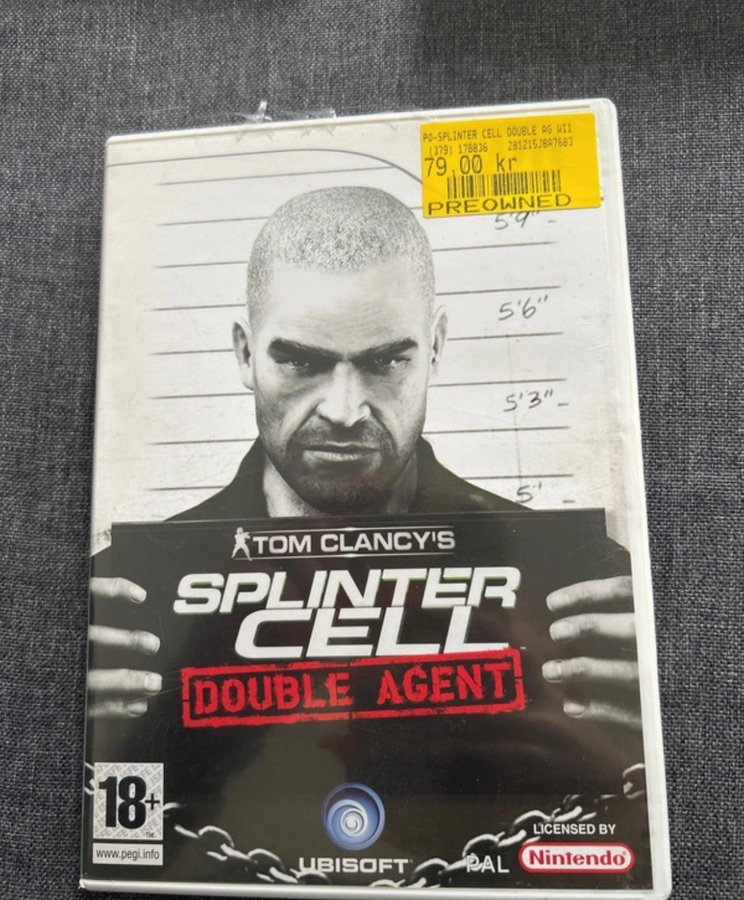 PO-SPLINTER CELL DOUBLE AG WII
(379) 178836 281215JBA768J
79.00 kr
PREOWNED
5'9"
5'6"
5'3"
5'
TOM CLANCY'S
SPLINTER
CELL
DOUBLE AGENT
18+
www.pegi.info
UBISOFT
PAL
LICENSED BY
Nintendo